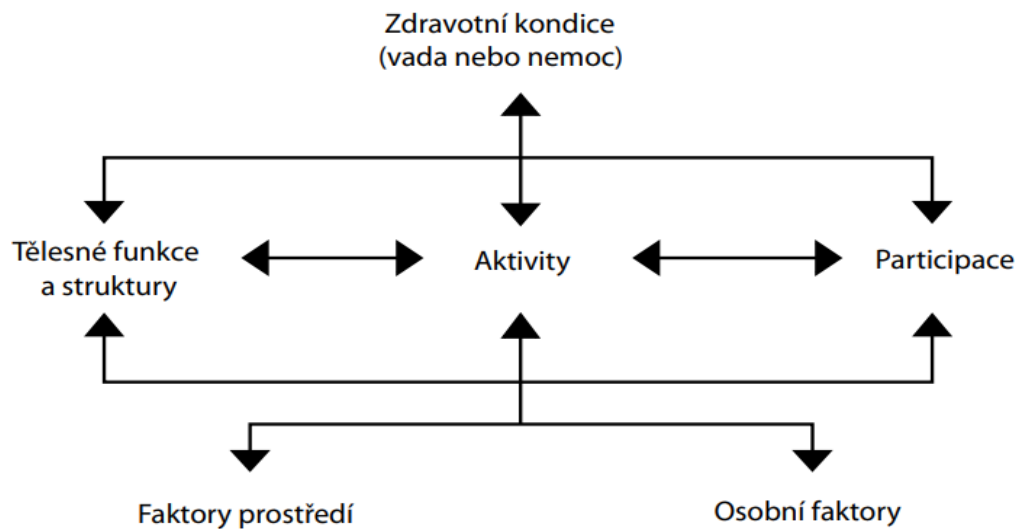 Zdravotní kondice
(vada nebo nemoc)
Tělesné funkce
a struktury
Aktivity
Participace
Faktory prostředí
Osobní faktory